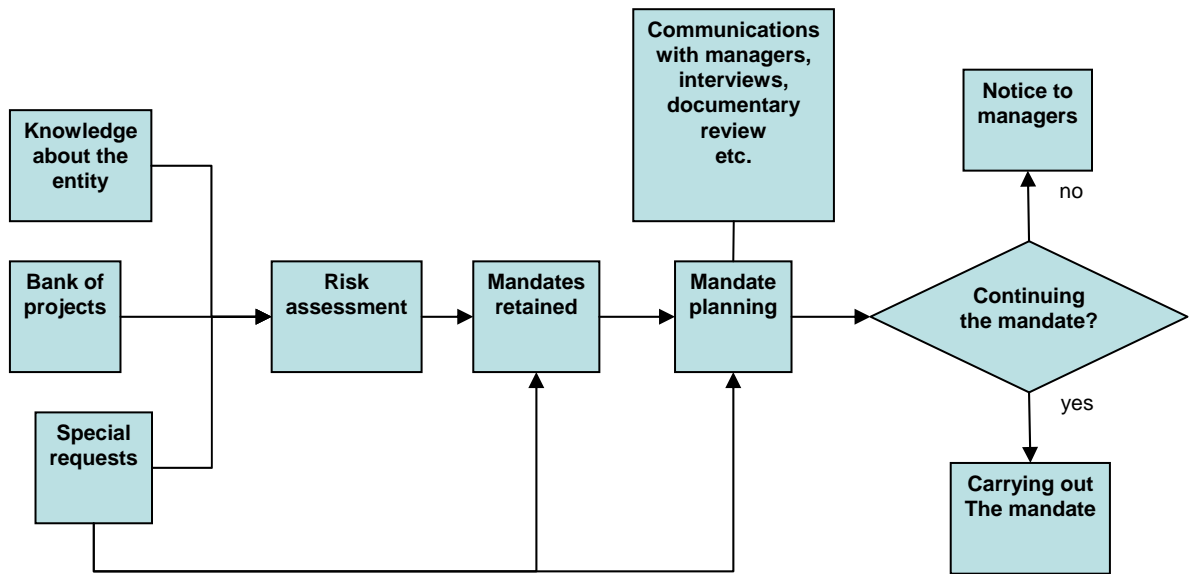 Knowledge
about the
entity
Bank of
projects
Special
requests
Risk
assessment
Mandates
retained
Communications
with managers,
interviews,
documentary
review
etc.
Mandate
planning
Notice to
managers
no
Continuing
the mandate?
yes
Carrying out
The mandate